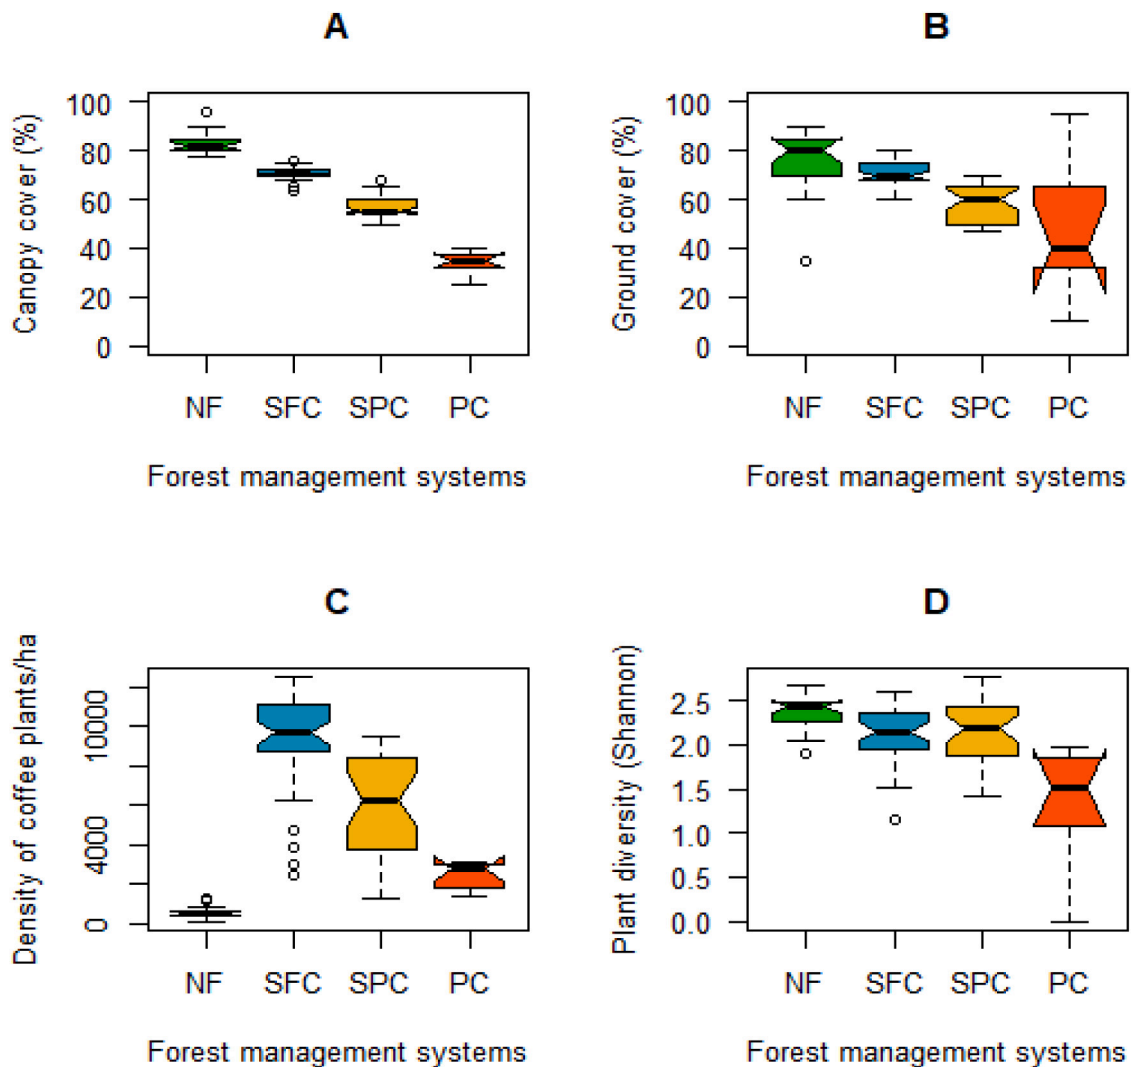 A
Canopy cover (%)
100
80
60
40
20
0
NF SFC SPC PC
Forest management systems
B
Ground cover (%)
100
80
60
40
20
0
NF SFC SPC PC
Forest management systems
C
Density of coffee plants/ha
10000
4000
0
NF SFC SPC PC
Forest management systems
D
Plant diversity (Shannon)
2.5
2.0
1.5
1.0
0.5
0.0
NF SFC SPC PC
Forest management systems